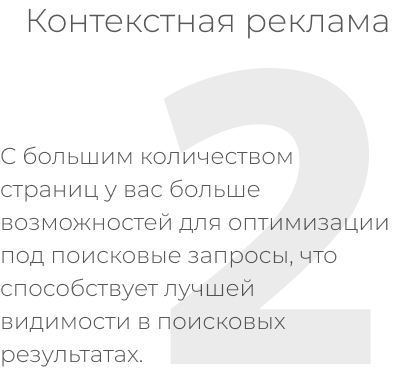 Контекстная реклама
2
С большим количеством
страниц у вас больше
возможностей для оптимизации
под поисковые запросы, что
способствует лучшей
видимости в поисковых
результатах.